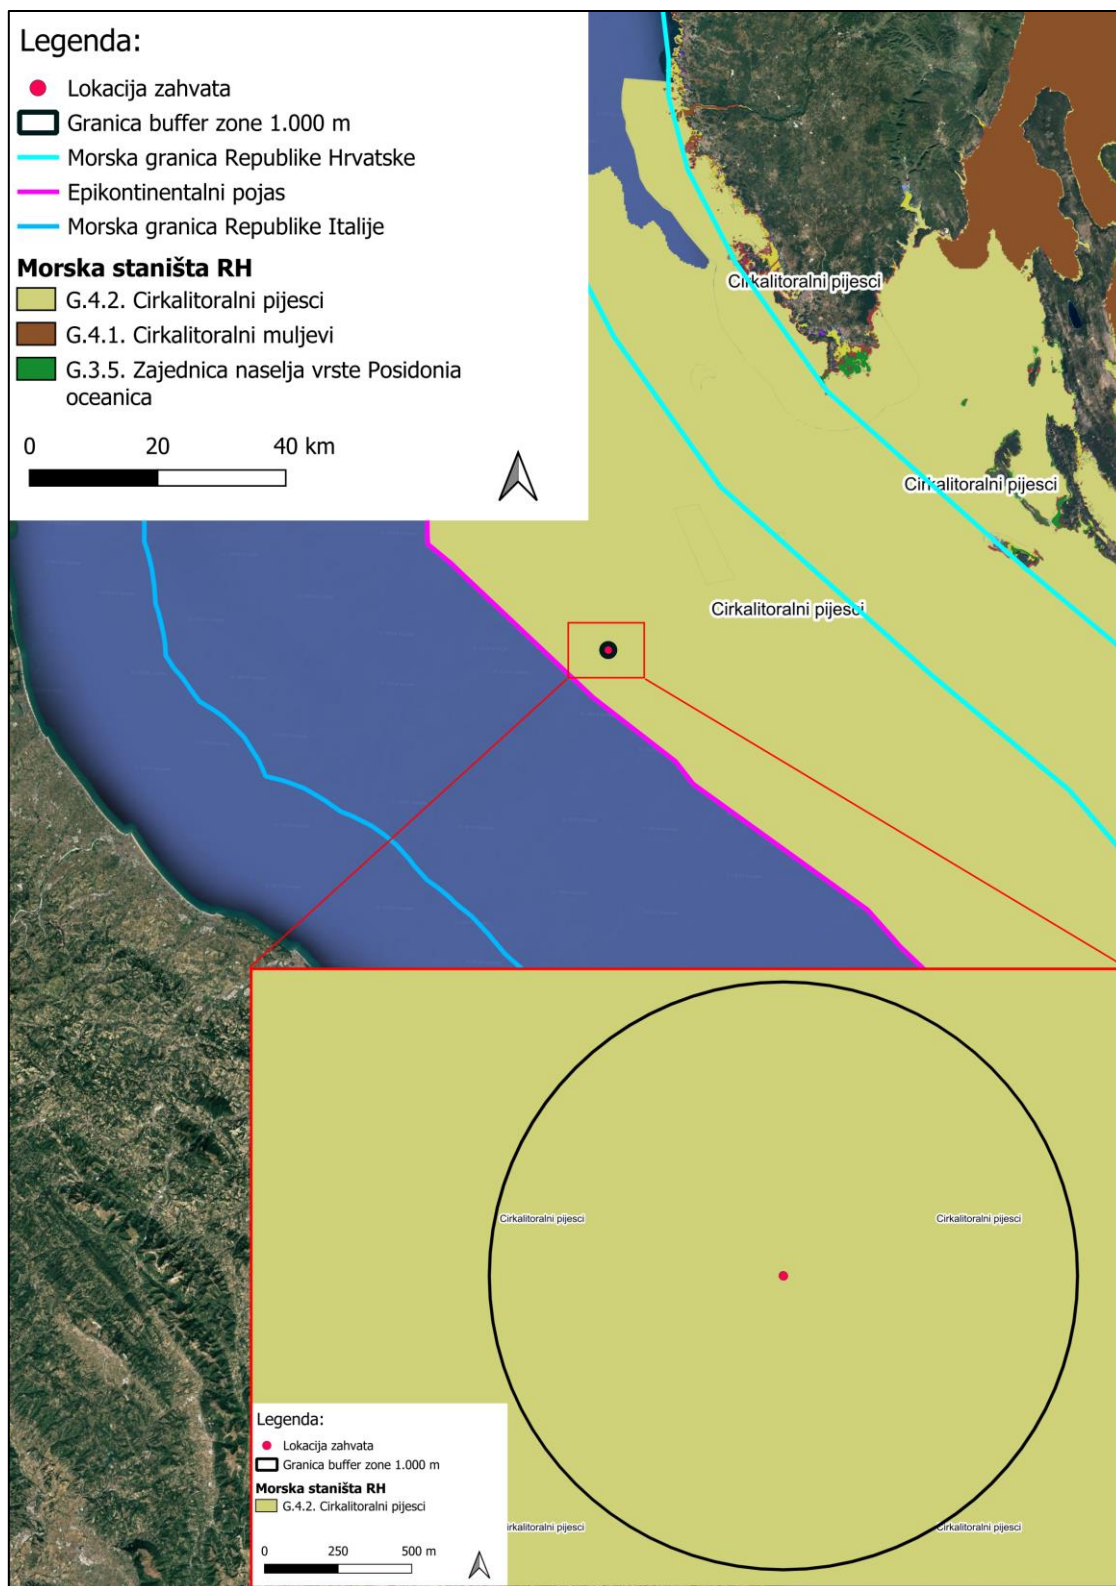 Legenda:
Lokacija zahvata
Granica buffer zone 1.000 m
Morska granica Republike Hrvatske
Epikontinentalni pojas
Morska granica Republike Italije
Morska staništa RH
G.4.2. Cirkalitoralni pijesci
G.4.1. Cirkalitoralni muljevi
G.3.5. Zajednica naselja vrste Posidonia
oceanica
0 20 40 km
Cirkalitoralni pijesci
Cirkalitoralni pijesci
Cirkalitoralni pijesci
Cirkalitoralni pijesci
Cirkalitoralni pijesci
Legenda:
Lokacija zahvata
Granica buffer zone 1.000 m
Morska staništa RH
G.4.2. Cirkalitoralni pijesci
0 250 500 m
irkalitoralni pijesci
Cirkalitoralni pijesci